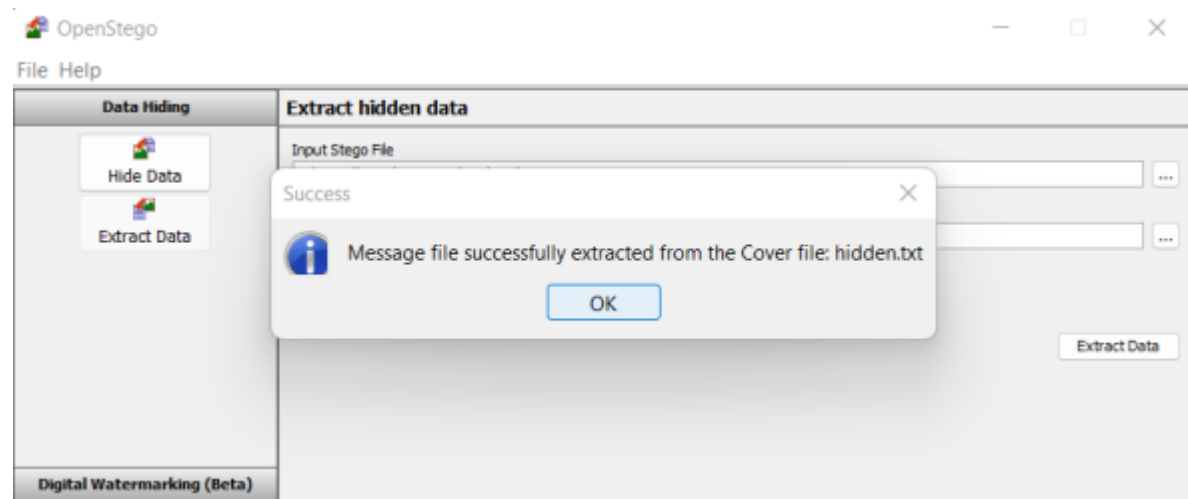 OpenStego
File Help
Data Hiding
Extract hidden data
Hide Data
Input Stego File
...
Success
Extract Data
...
Message file successfully extracted from the Cover file: hidden.txt
OK
Extract Data
Digital Watermarking (Beta)